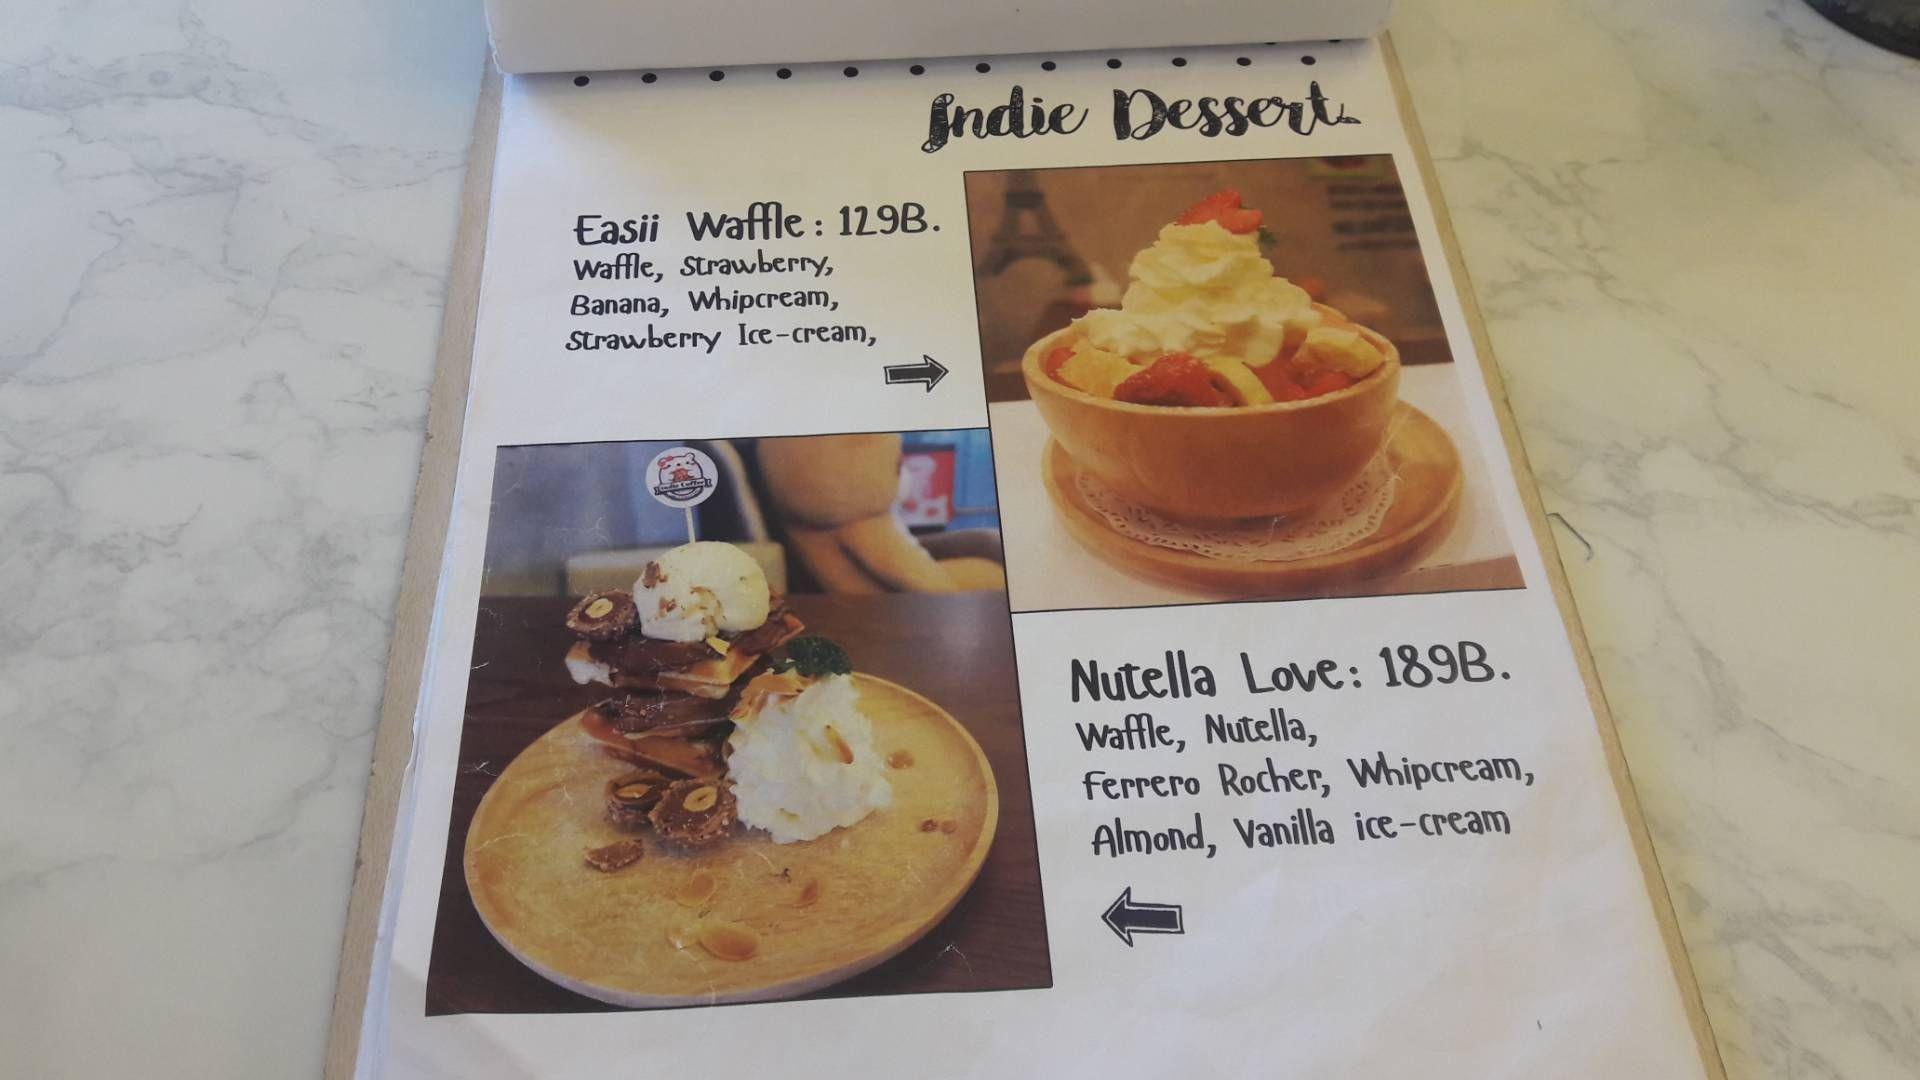 Indie Dessert
Easii Waffle: 129B.
Waffle, Strawberry,
Banana, Whipcream,
Strawberry Ice-cream,
Indie Coffee
Nutella Love: 189B.
Waffle, Nutella,
Ferrero Rocher, Whipcream,
Almond, Vanilla ice-cream